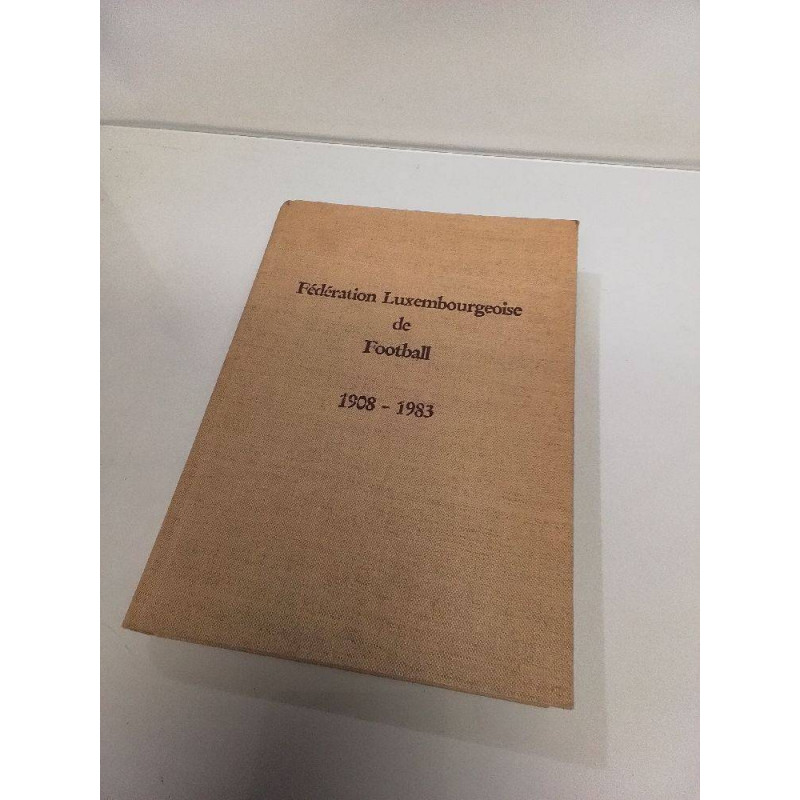 Fédération Luxembourgeoise
de
Football
1908 - 1983